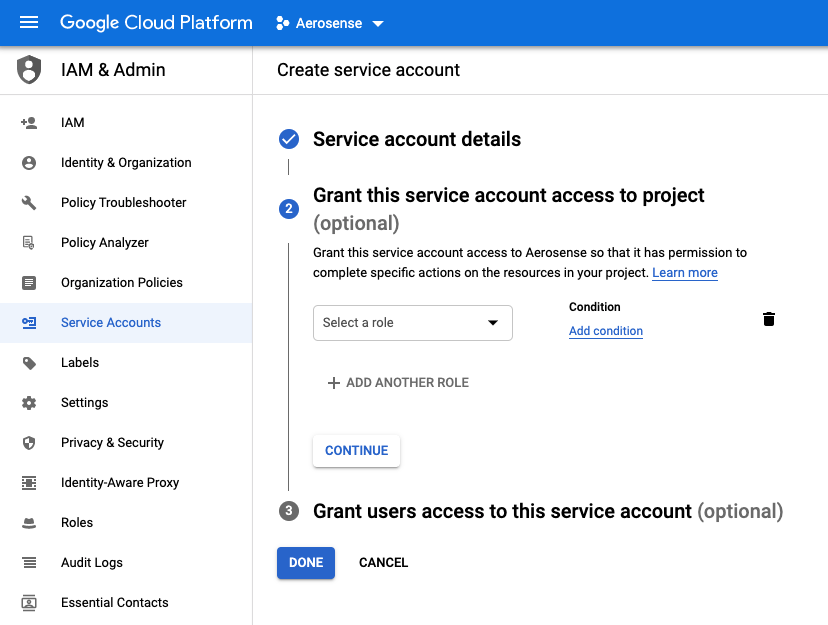 Google Cloud Platform Aerosense
IAM & Admin
Create service account
IAM
Identity & Organization
Policy Troubleshooter
Policy Analyzer
Organization Policies
Service Accounts
Labels
Settings
Privacy & Security
Identity-Aware Proxy
Roles
Audit Logs
Essential Contacts
Service account details
2
Grant this service account access to project
(optional)
Grant this service account access to Aerosense so that it has permission to
complete specific actions on the resources in your project. Learn more
Select a role
Condition
Add condition
ADD ANOTHER ROLE
CONTINUE
3
Grant users access to this service account (optional)
DONE CANCEL